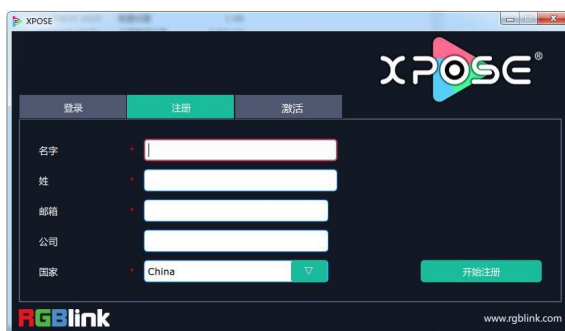 XPOSE
XPOSE®
登录 注册 激活
名字 *
姓 *
邮箱 *
公司
国家 * China
开始注册
RGBlink
www.rgblink.com